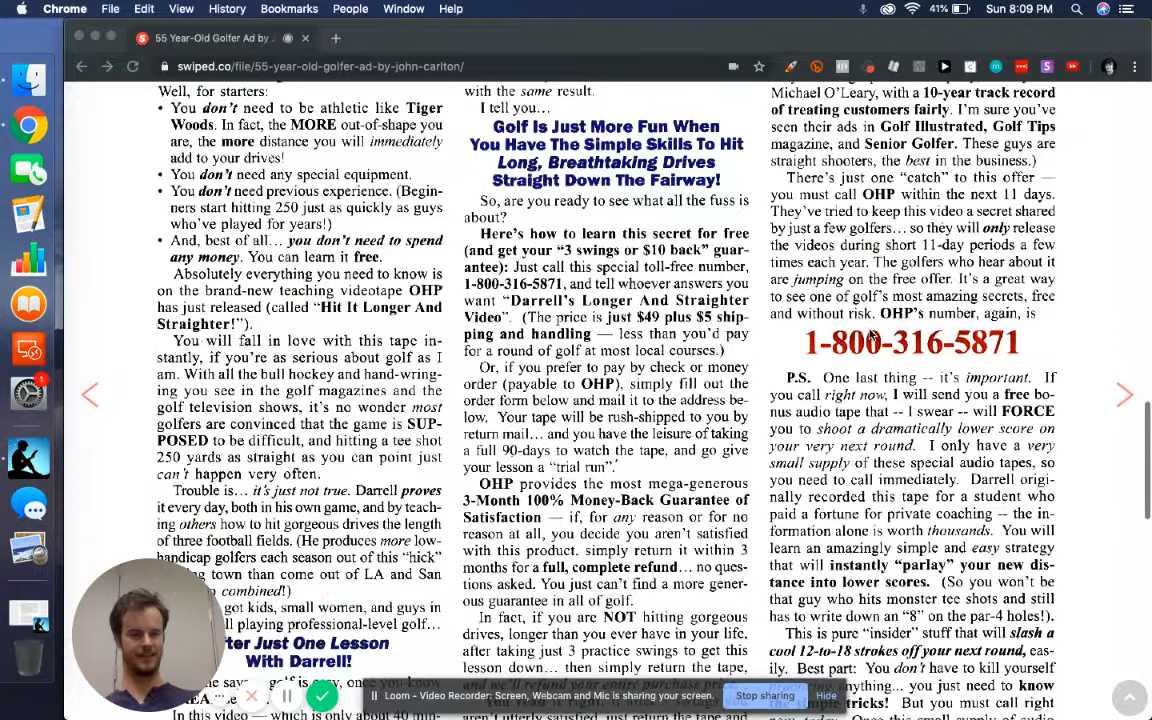 Chrome File Edit View History Bookmarks People Window Help 41% Sun 8:09 PM
55 Year-Old Golfer Ad by
swiped.co/file/55-year-old-golfer-ad-by-john-carlton/
Well, for starters:
• You don't need to be athletic like Tiger
Woods. In fact, the MORE out-of-shape you
are, the more distance you will immediately
add to your drives!
• You don't need any special equipment.
• You don't need previous experience. (Begin-
ners start hitting 250 just as quickly as guys
who've played for years!)
• And, best of all... you don't need to spend
any money. You can learn it free.
Absolutely everything you need to know is
on the brand-new teaching videotape OHP
has just released (called "Hit It Longer And
Straighter!").
You will fall in love with this tape in-
stantly, if you're as serious about golf as I
am. With all the bull hockey and hand-wring-
ing you see in the golf magazines and the
golf television shows, it's no wonder most
golfers are convinced that the game is SUP-
POSED to be difficult, and hitting a tee shot
250 yards as straight as you can point just
can't happen very often.
Trouble is... it's just not true. Darrell proves
it every day, both in his own game, and by teach-
ing others how to hit gorgeous drives the length
of three football fields. (He produces more low-
handicap golfers each season out of this "hick"
town than come out of LA and San
combined!)
got kids, small women, and guys in
ll playing professional-level golf...
ter Just One Lesson
With Darrell!
In this video — which is only about 40 min-
with the same result.
I tell you...
Golf Is Just More Fun When
You Have The Simple Skills To Hit
Long, Breathtaking Drives
Straight Down The Fairway!
So, are you ready to see what all the fuss is
about?
Here's how to learn this secret for free
(and get your "3 swings or $10 back" guar-
antee): Just call this special toll-free number,
1-800-316-5871, and tell whoever answers you
want "Darrell's Longer And Straighter
Video". (The price is just $49 plus $5 ship-
ping and handling — less than you'd pay
for a round of golf at most local courses.)
Or, if you prefer to pay by check or money
order (payable to OHP), simply fill out the
order form below and mail it to the address be-
low. Your tape will be rush-shipped to you by
return mail... and you have the leisure of taking
a full 90-days to watch the tape, and go give
your lesson a "trial run".
OHP provides the most mega-generous
3-Month 100% Money-Back Guarantee of
Satisfaction — if, for any reason or for no
reason at all, you decide you aren't satisfied
with this product, simply return it within 3
months for a full, complete refund... no ques-
tions asked. You just can't find a more gener-
ous guarantee in all of golf.
In fact, if you are NOT hitting gorgeous
drives, longer than you ever have in your life,
after taking just 3 practice swings to get this
lesson down... then simply return the tape,
and we'll refund your entire purchase price
Michael O'Leary, with a 10-year track record
of treating customers fairly. I'm sure you've
seen their ads in Golf Illustrated, Golf Tips
magazine, and Senior Golfer. These guys are
straight shooters, the best in the business.)
There's just one "catch" to this offer —
you must call OHP within the next 11 days.
They've tried to keep this video a secret shared
by just a few golfers... so they will only release
the videos during short 11-day periods a few
times each year. The golfers who hear about it
are jumping on the free offer. It's a great way
to see one of golf's most amazing secrets, free
and without risk. OHP's number, again, is
1-800-316-5871
P.S. One last thing -- it's important. If
you call right now, I will send you a free bo-
nus audio tape that -- I swear -- will FORCE
you to shoot a dramatically lower score on
your very next round. I only have a very
small supply of these special audio tapes, so
you need to call immediately. Darrell origi-
nally recorded this tape for a student who
paid a fortune for private coaching -- the in-
formation alone is worth thousands. You will
learn an amazingly simple and easy strategy
that will instantly "parlay" your new dis-
tance into lower scores. (So you won't be
that guy who hits monster tee shots and still
has to write down an "8" on the par-4 holes!).
This is pure "insider" stuff that will slash a
cool 12-to-18 strokes off your next round, eas-
ily. Best part: You don't have to kill yourself
anything... you just need to know
tricks! But you must call right
Loom - Video Recorder: Screen, Webcam and Mic is sharing your screen. Stop sharing Hide